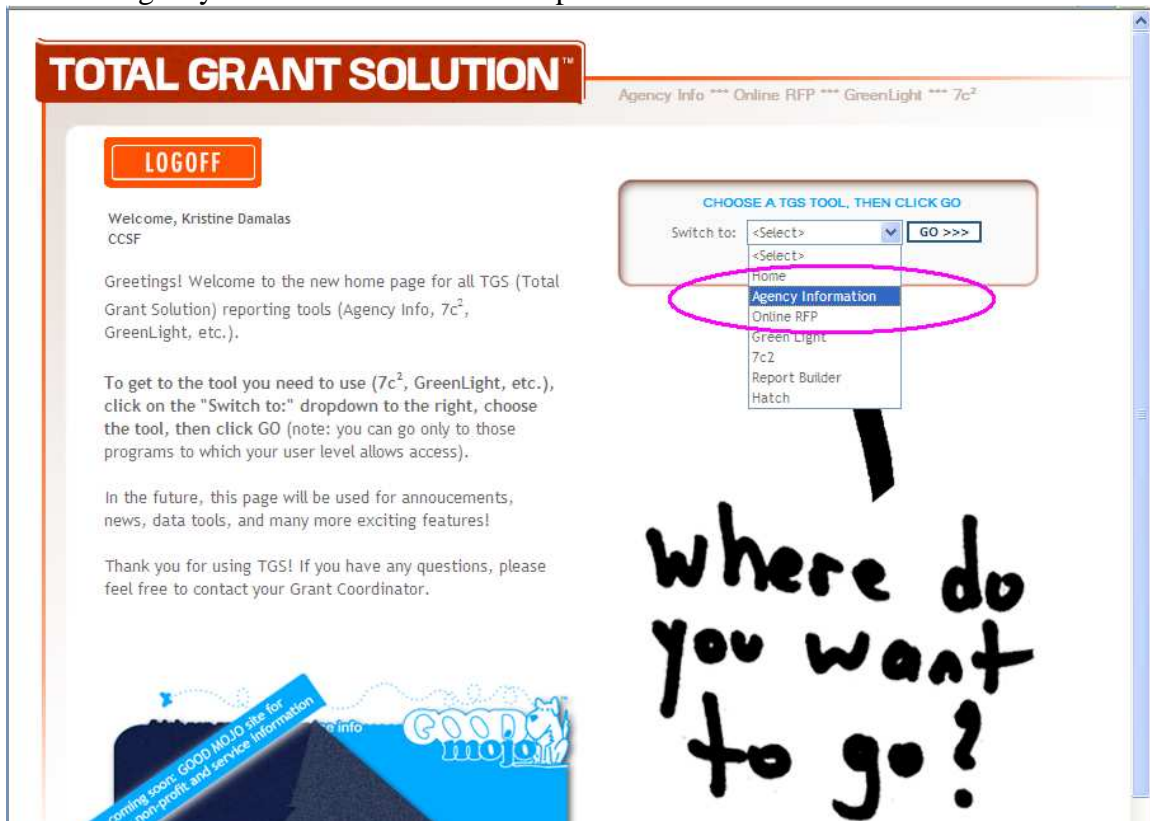 TOTAL GRANT SOLUTION™
Agency Info *** Online RFP *** GreenLight *** 7c²
LOGOFF
Welcome, Kristine Damalas
CCSF
Greetings! Welcome to the new home page for all TGS (Total
Grant Solution) reporting tools (Agency Info, 7c²,
GreenLight, etc.).
To get to the tool you need to use (7c², GreenLight, etc.),
click on the "Switch to:" dropdown to the right, choose
the tool, then click GO (note: you can go only to those
programs to which your user level allows access).
In the future, this page will be used for annoucements,
news, data tools, and many more exciting features!
Thank you for using TGS! If you have any questions, please
feel free to contact your Grant Coordinator.
CHOOSE A TGS TOOL, THEN CLICK GO
Switch to: <Select> GO >>>
<Select>
Home
Agency Information
Online RFP
Green Light
7c2
Report Builder
Hatch
where do
you want
to go?
coming soon: GOOD MOJO site for
non-profit and service information
info
GOOD
mojo